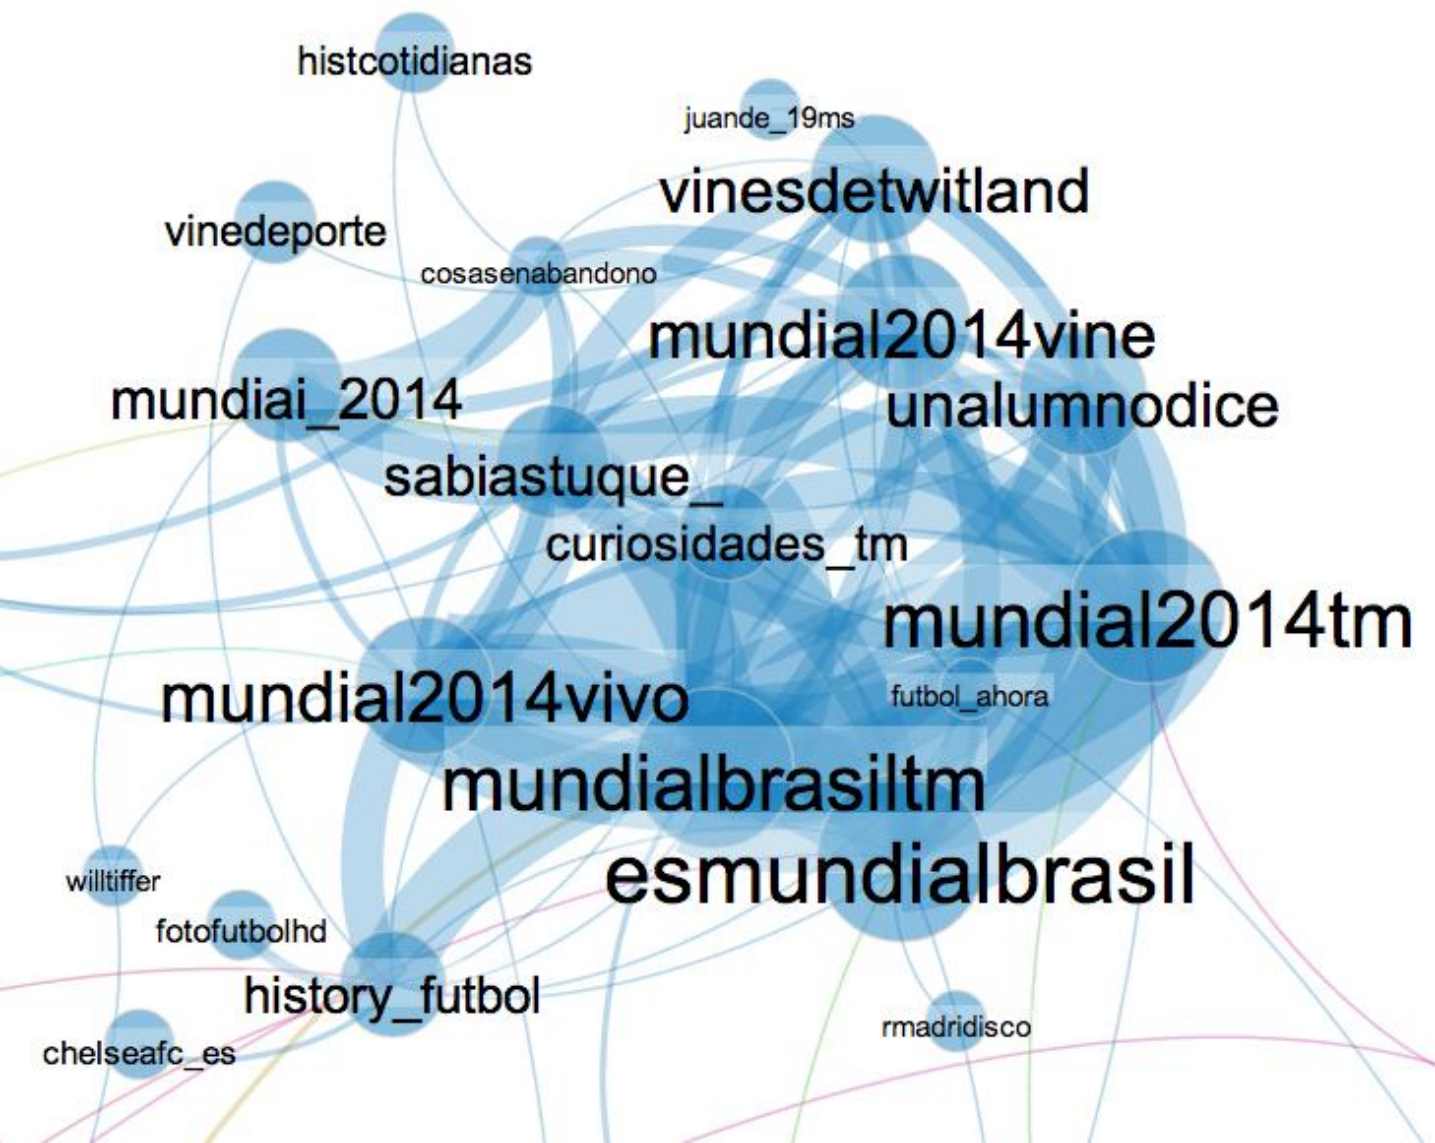 histcotidianas
juande_19ms
vinesdetwitland
vinedeporte
cosasenabandono
mundial2014vine
mundiai_2014
unalumnodice
sabiastuque_
curiosidades_tm
mundial2014tm
mundial2014vivo
futbol_ahora
mundialbrasiltm
esmundialbrasil
willtiffer
fotofutbolhd
history_futbol
rmadridisco
chelseafc_es